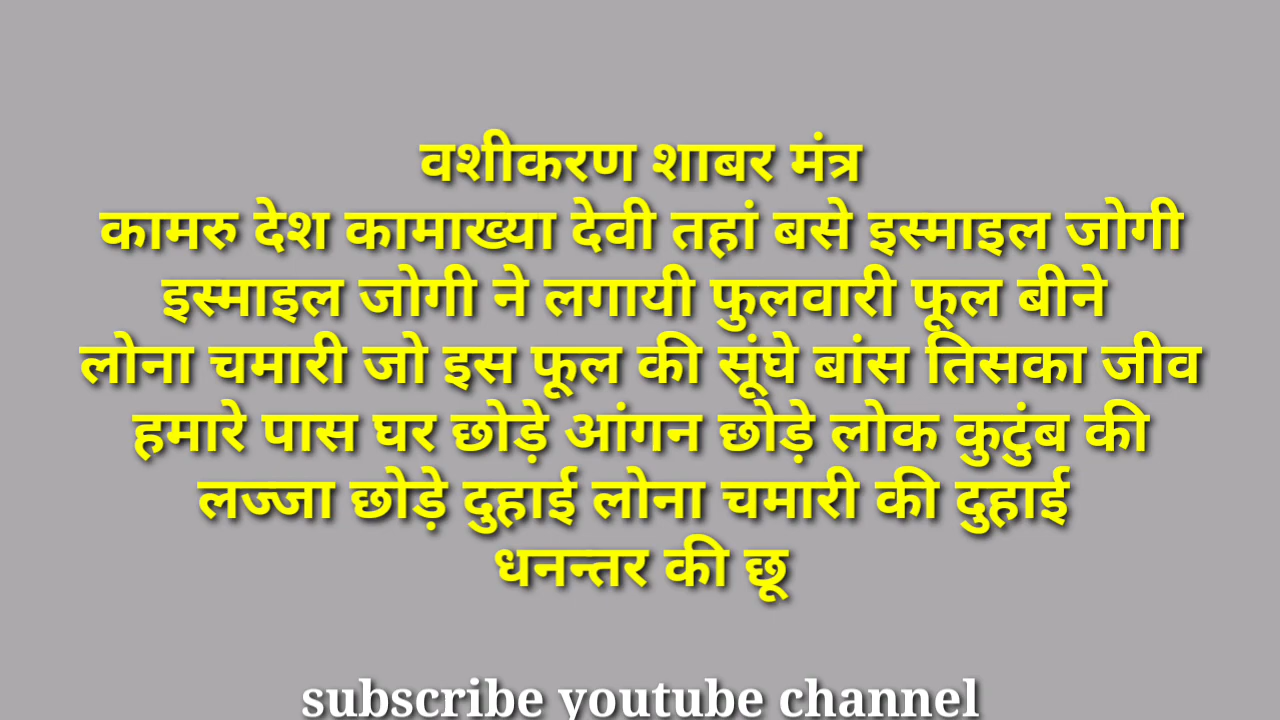 वशीकरण शाबर मंत्र
कामरु देश कामाख्या देवी तहां बसे इस्माइल जोगी
इस्माइल जोगी ने लगायी फुलवारी फूल बीने
लोना चमारी जो इस फूल की सूंघे बांस तिसका जीव
हमारे पास घर छोड़े आंगन छोड़े लोक कुटुंब की
लज्जा छोड़े दुहाई लोना चमारी की दुहाई
धनन्तर की छू
subscribe youtube channel